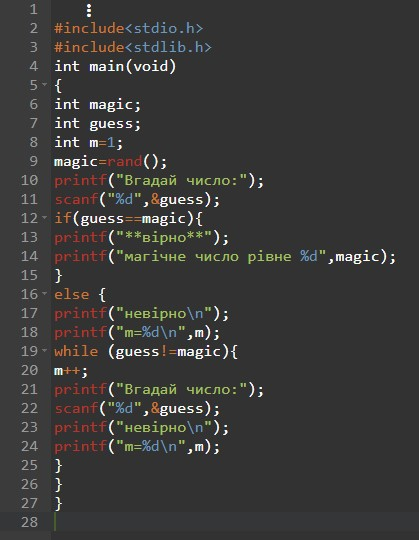 1
2 #include<stdio.h>
3 #include<stdlib.h>
4 int main(void)
5 {
6 int magic;
7 int guess;
8 int m=1;
9 magic=rand();
10 printf("Вгадай число:");
11 scanf("%d",&guess);
12 if(guess==magic){
13 printf("**вірно**");
14 printf("магічне число рівне %d",magic);
15 }
16 else {
17 printf("невірно\n");
18 printf("m=%d\n",m);
19 while (guess!=magic){
20 m++;
21 printf("Вгадай число:");
22 scanf("%d",&guess);
23 printf("невірно\n");
24 printf("m=%d\n",m);
25 }
26 }
27 }
28